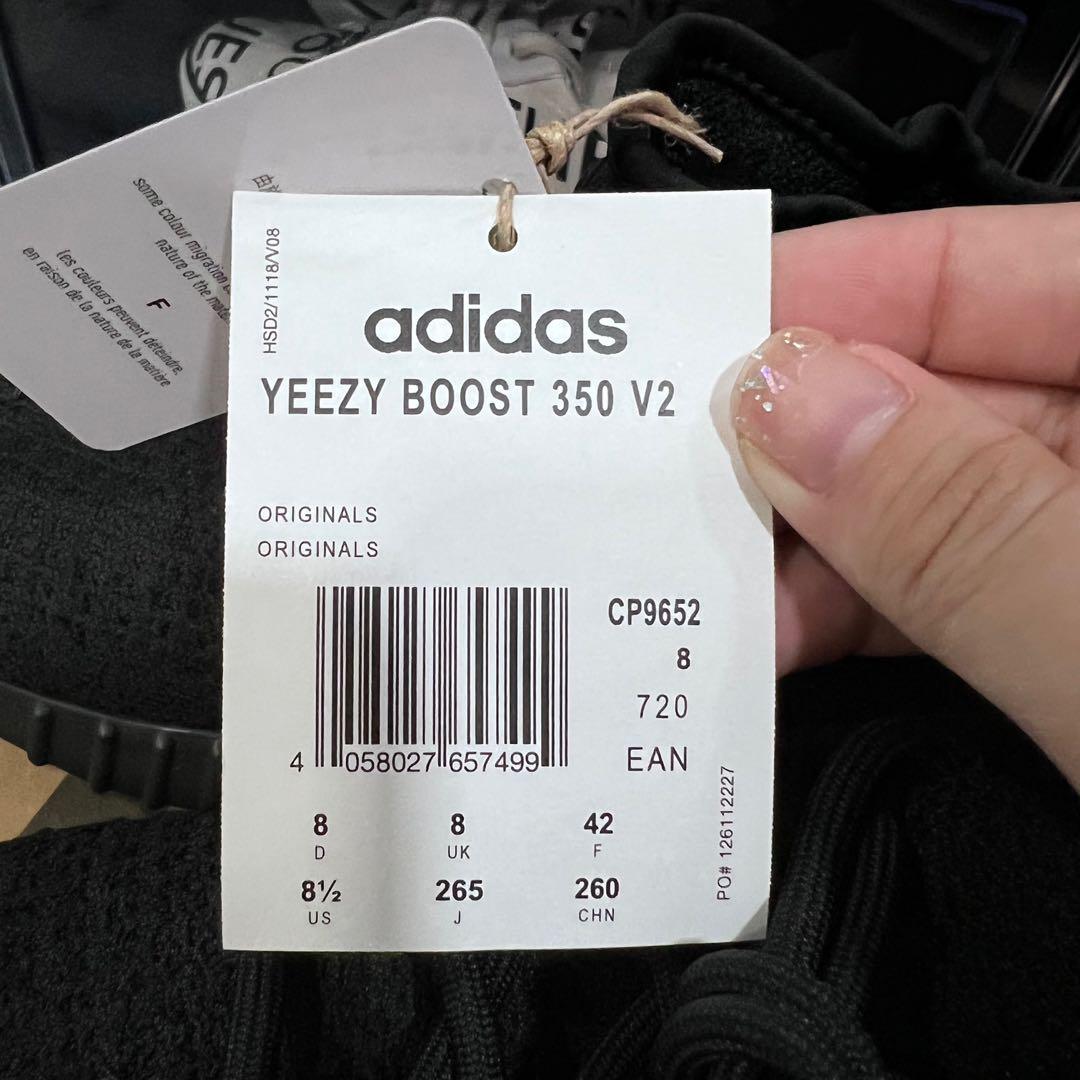 some colour migration
nature of the
F
les couleurs peuvent déteindre,
en raison de la nature de la matière
HSD2/1118/V08
adidas
YEEZY BOOST 350 V2
ORIGINALS
ORIGINALS
CP9652
8
720
EAN
4 058027 657499
8 8 42
D UK F
8½ 265 260
US J CHN
PO# 126112227